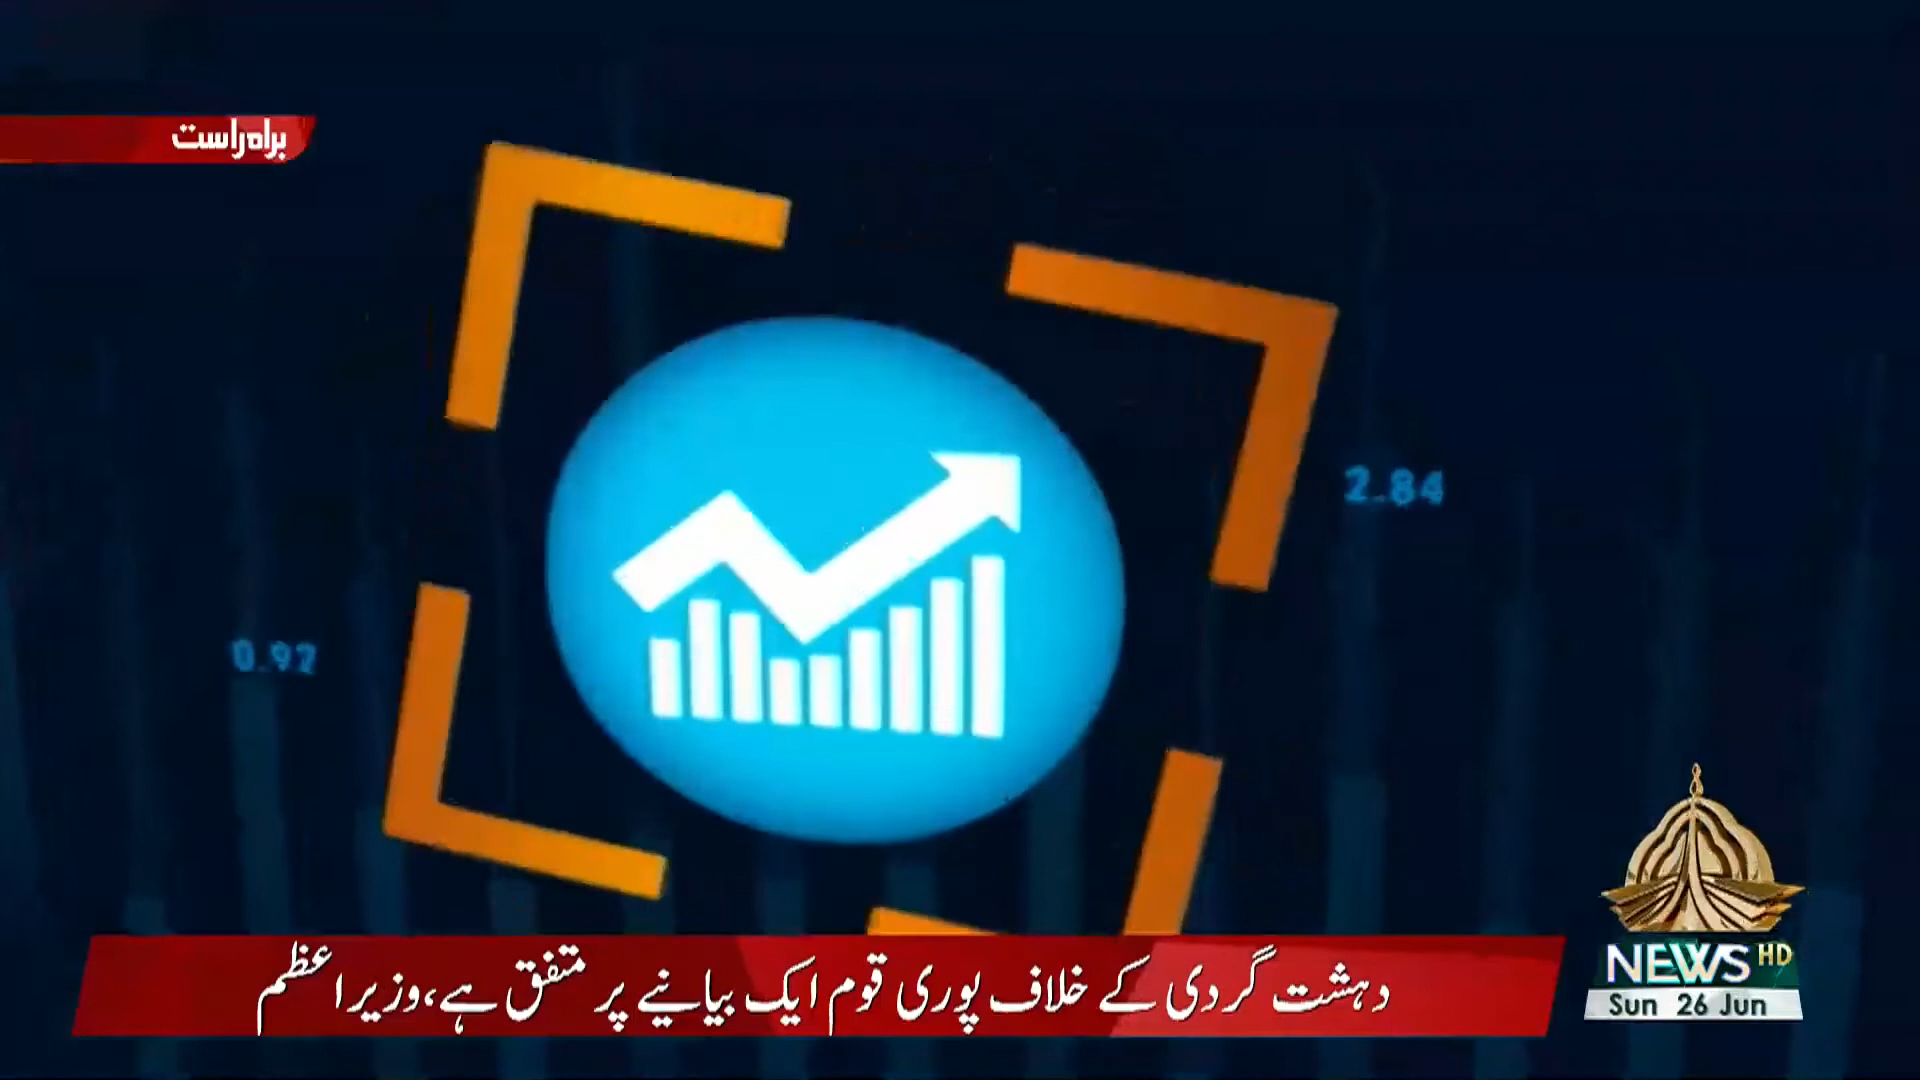 براہ راست
2.84
0.92
دہشت گردی کے خلاف پوری قوم ایک بیانیے پر متفق ہے، وزیراعظم
NEWS HD
Sun 26 Jun